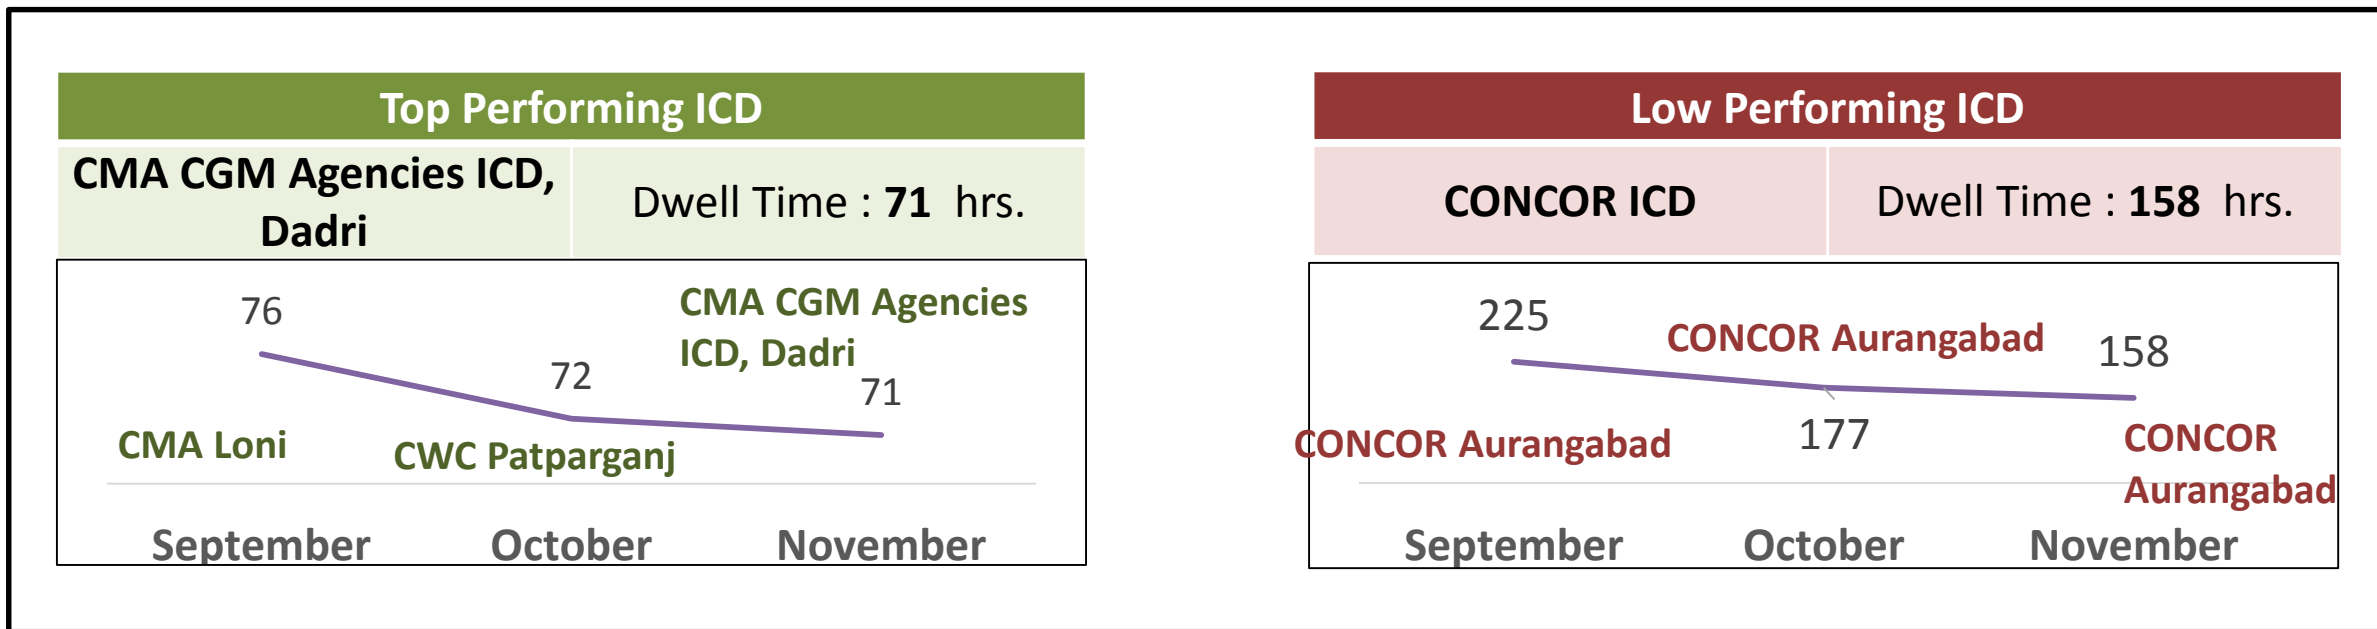 Top Performing ICD
CMA CGM Agencies ICD,
Dadri
Dwell Time : 71 hrs.
76
CMA CGM Agencies
ICD, Dadri
72
71
CMA Loni
CWC Patparganj
September October November
Low Performing ICD
CONCOR ICD
Dwell Time : 158 hrs.
225
CONCOR Aurangabad
158
CONCOR Aurangabad
177
CONCOR
Aurangabad
September October November